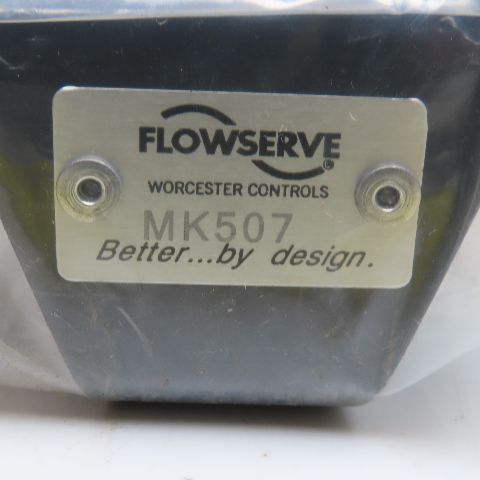 FLOWSERVE®
WORCESTER CONTROLS
MK507
Better...by design.